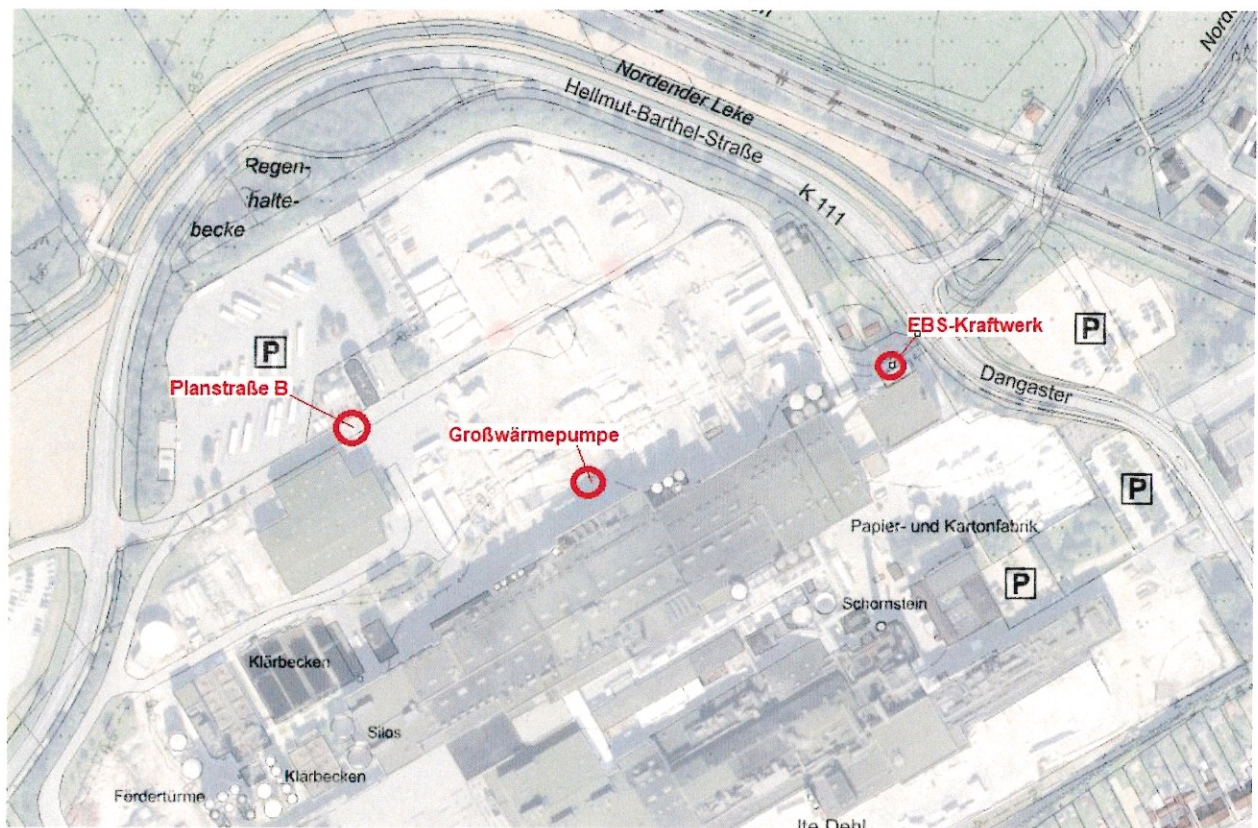 Nordender Leke
Hellmut-Barthel-Straße
K 111
Regen-
halte-
becke
P
EBS-Kraftwerk
P
Planstraße B
Dangaster
Großwärmepumpe
P
Papier- und Kartonfabrik
P
Schornstein
Klärbecken
Silos
Klärbecken
Fördertürme